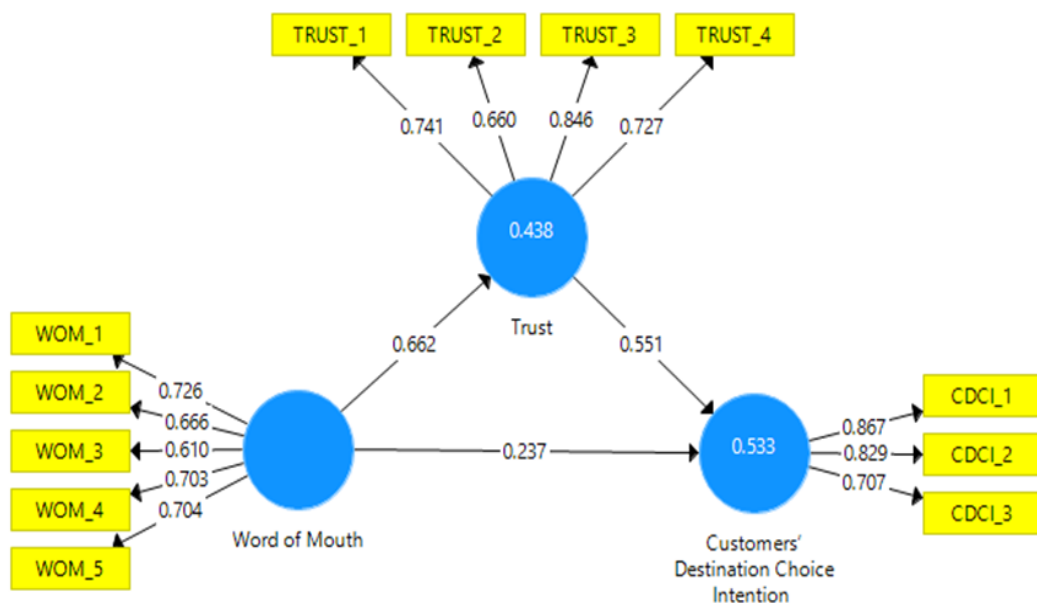 TRUST_1 TRUST_2 TRUST_3 TRUST_4
0.741 0.660 0.846 0.727
0.438
Trust
0.662 0.551
WOM_1
WOM_2
WOM_3
WOM_4
WOM_5
0.726
0.666
0.610
0.703
0.704
Word of Mouth
0.237
0.533
Customers'
Destination Choice
Intention
0.867
0.829
0.707
CDCI_1
CDCI_2
CDCI_3